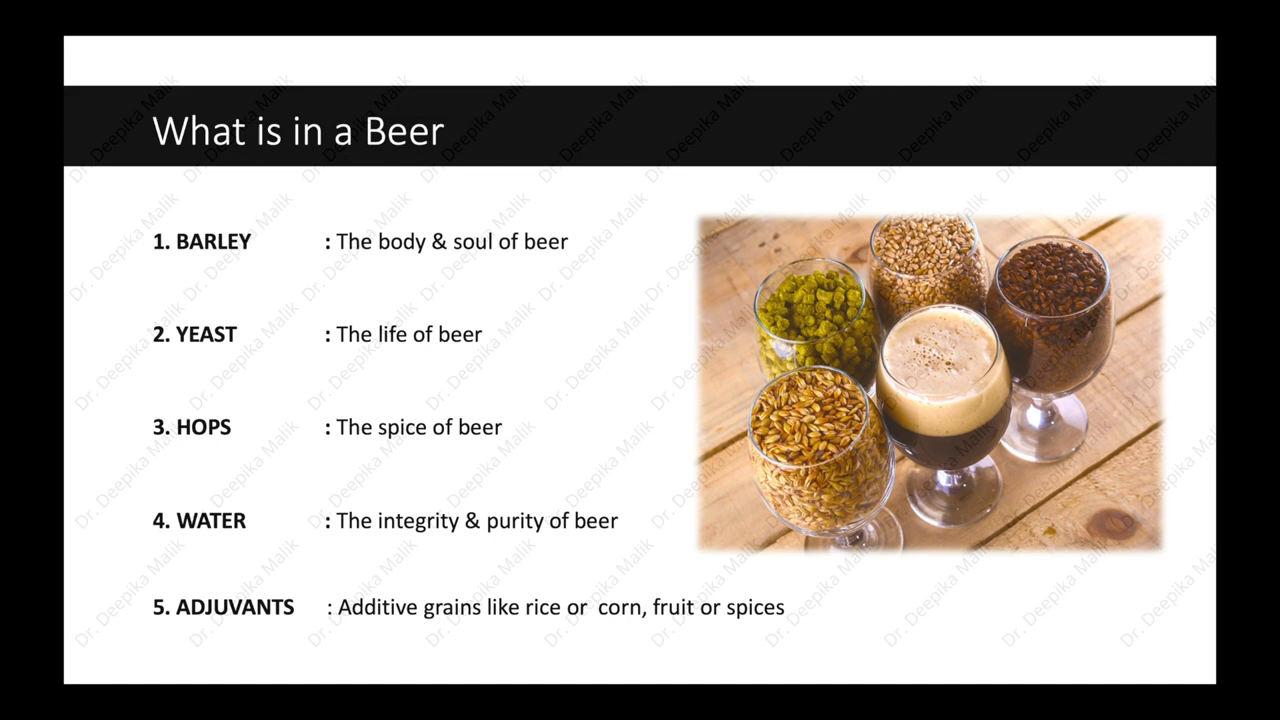 What is in a Beer
1. BARLEY : The body & soul of beer
2. YEAST : The life of beer
3. HOPS : The spice of beer
4. WATER : The integrity & purity of beer
5. ADJUVANTS : Additive grains like rice or corn, fruit or spices
Dr. Deepika Malik